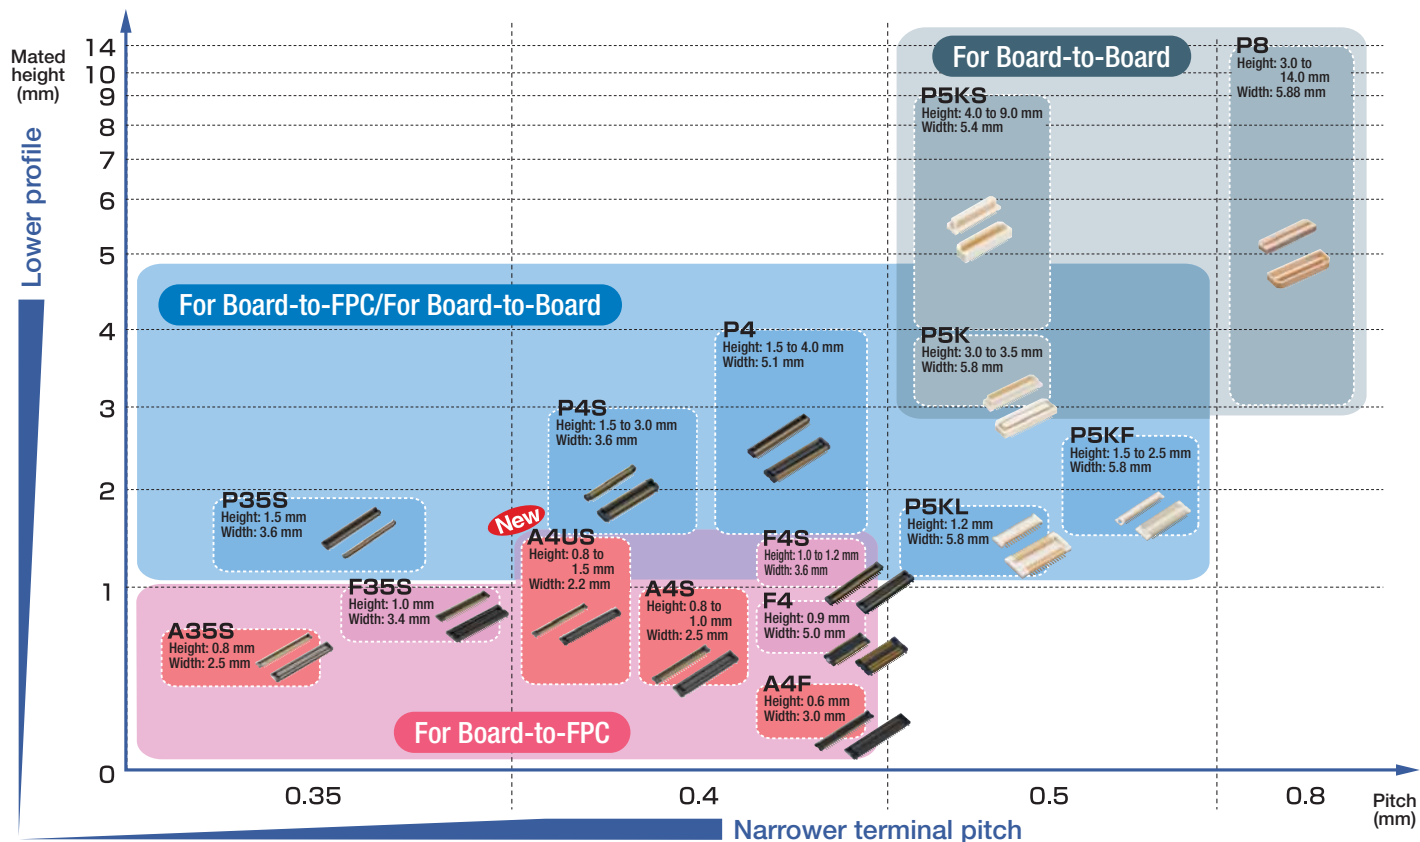 Mated
height
(mm)
14
10
9
8
7
6
5
4
3
2
1
0
Lower profile
For Board-to-Board
P8
Height: 3.0 to
14.0 mm
Width: 5.88 mm
P5KS
Height: 4.0 to 9.0 mm
Width: 5.4 mm
For Board-to-FPC/For Board-to-Board
P4
Height: 1.5 to 4.0 mm
Width: 5.1 mm
P5K
Height: 3.0 to 3.5 mm
Width: 5.8 mm
P4S
Height: 1.5 to 3.0 mm
Width: 3.6 mm
P5KF
Height: 1.5 to 2.5 mm
Width: 5.8 mm
P35S
Height: 1.5 mm
Width: 3.6 mm
P5KL
Height: 1.2 mm
Width: 5.8 mm
New
A4US
Height: 0.8 to
1.5 mm
Width: 2.2 mm
F4S
Height: 1.0 to 1.2 mm
Width: 3.6 mm
F35S
Height: 1.0 mm
Width: 3.4 mm
A4S
Height: 0.8 to
1.0 mm
Width: 2.5 mm
F4
Height: 0.9 mm
Width: 5.0 mm
A35S
Height: 0.8 mm
Width: 2.5 mm
A4F
Height: 0.6 mm
Width: 3.0 mm
For Board-to-FPC
0.35
0.4
0.5
0.8
Pitch
(mm)
Narrower terminal pitch